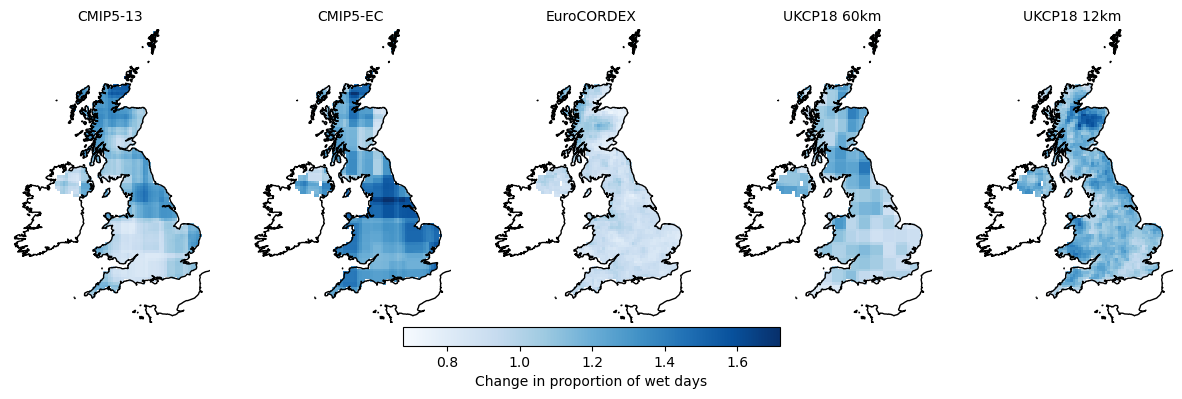 CMIP5-13 CMIP5-EC EuroCORDEX UKCP18 60km UKCP18 12km
0.8 1.0 1.2 1.4 1.6
Change in proportion of wet days